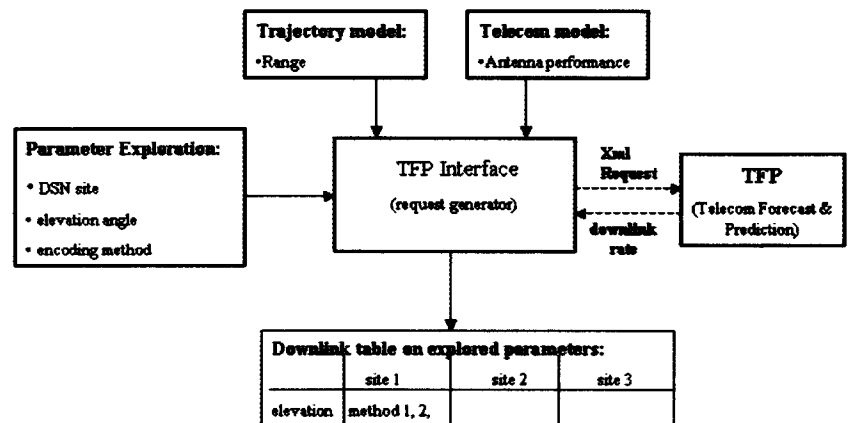 Trajectory model:
•Range
Telecom model:
•Antenna performance
Parameter Exploration:
• DSN site
• elevation angle
• encoding method
TFP Interface
(request generator)
Xml
Request
downlink
rate
TFP
(Telecom Forecast &
Prediction)
Downlink table on explored parameters:
site 1 site 2 site 3
elevation method 1, 2,